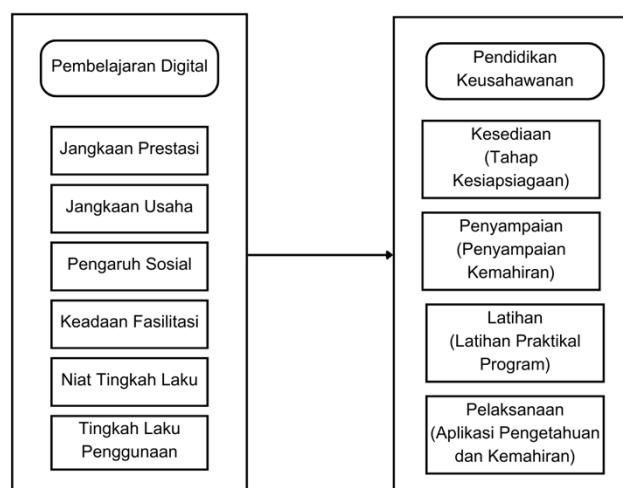 Pembelajaran Digital
Jangkaan Prestasi
Jangkaan Usaha
Pengaruh Sosial
Keadaan Fasilitasi
Niat Tingkah Laku
Tingkah Laku
Penggunaan
Pendidikan
Keusahawanan
Kesediaan
(Tahap
Kesiapsiagaan)
Penyampaian
(Penyampaian
Kemahiran)
Latihan
(Latihan Praktikal
Program)
Pelaksanaan
(Aplikasi Pengetahuan
dan Kemahiran)